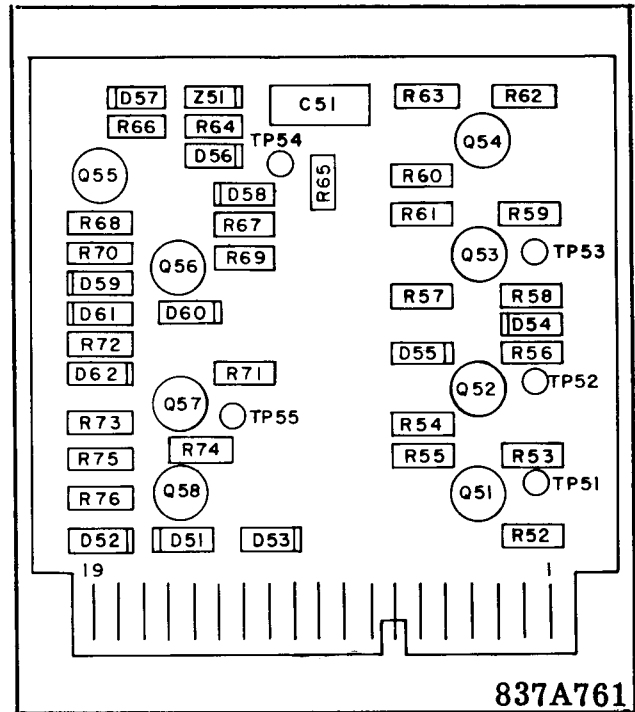 D57 Z51 C51 R63 R62
R66 R64 TP54 Q54
D56
Q55 R65 R60
D58
R68 R67 R61 R59
R70 Q56 R69 Q53 TP53
D59 R57 R58
D61 D60 D54
R72 D55 R56
D62 R71 Q52 TP52
Q57 TP55
R73 R54
R74
R75 R55 R53
R76 Q58 Q51 TP51
D52 D51 D53 R52
19 1
837A761